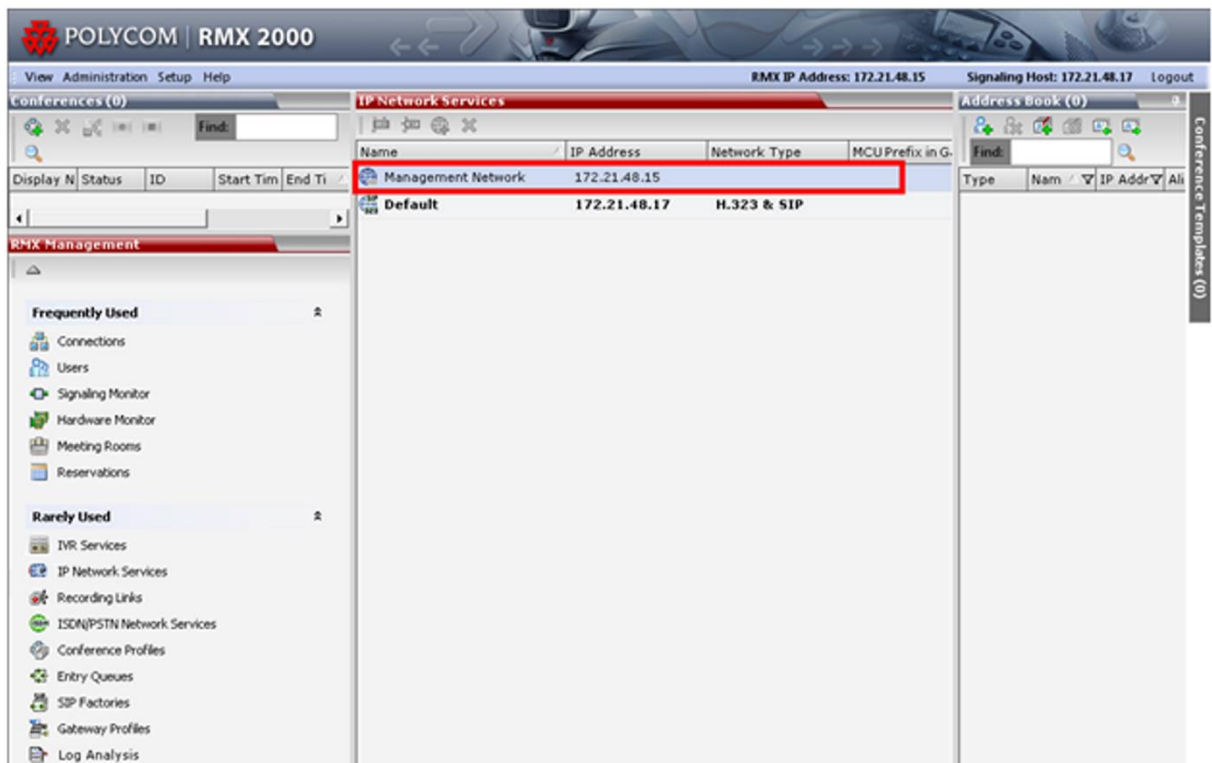 POLYCOM | RMX 2000
View Administration Setup Help
RMX IP Address: 172.21.48.15 Signaling Host: 172.21.48.17 Logout
Conferences (0)
Find:
Display N Status ID Start Tim End Ti
RMX Management
Frequently Used
Connections
Users
Signaling Monitor
Hardware Monitor
Meeting Rooms
Reservations
Rarely Used
IVR Services
IP Network Services
Recording Links
ISDN/PSTN Network Services
Conference Profiles
Entry Queues
SIP Factories
Gateway Profiles
Log Analysis
IP Network Services
Name IP Address Network Type MCU Prefix in G
Management Network 172.21.48.15
Default 172.21.48.17 H.323 & SIP
Address Book (0)
Find:
Type Nam IP Addr Ali
Conference Templates (0)